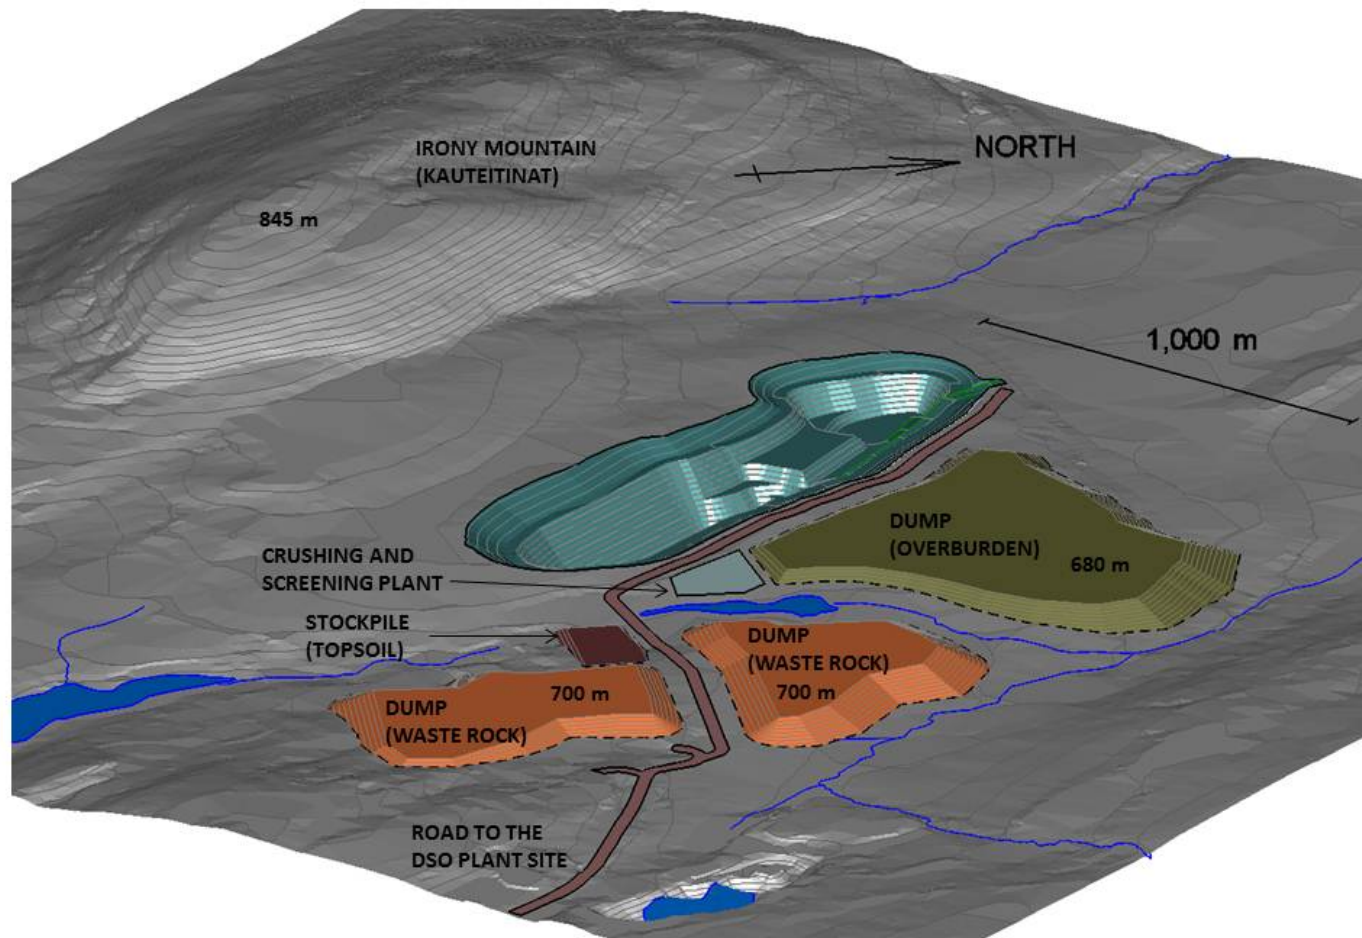 IRONY MOUNTAIN
(KAUTEITINAT)
NORTH
845 m
1,000 m
DUMP
(OVERBURDEN)
680 m
CRUSHING AND
SCREENING PLANT
STOCKPILE
(TOPSOIL)
DUMP
(WASTE ROCK)
700 m
700 m
DUMP
(WASTE ROCK)
ROAD TO THE
DSO PLANT SITE